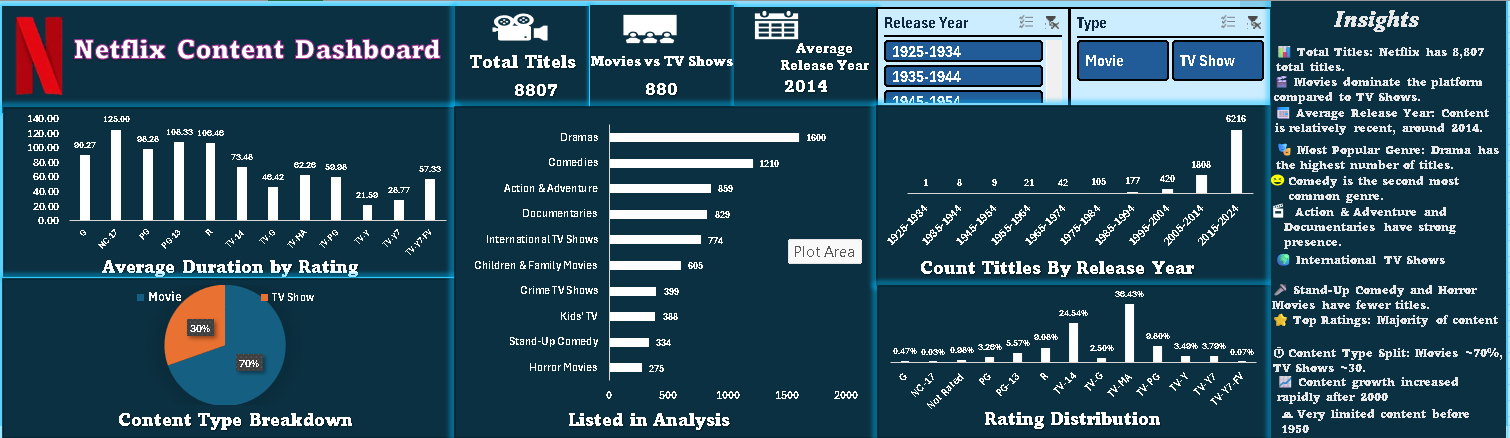 Netflix Content Dashboard
Total Titels
8807
Movies vs TV Shows
880
Average
Release Year
2014
Release Year
1925-1934
1935-1944
1945-1954
Type
Movie
TV Show
Insights
Total Titles: Netflix has 8,807
total titles.
Movies dominate the platform
compared to TV Shows.
Average Release Year: Content
is relatively recent, around 2014.
Most Popular Genre: Drama has
the highest number of titles.
Comedy is the second most
common genre.
Action & Adventure and
Documentaries have strong
presence.
International TV Shows
Stand-Up Comedy and Horror
Movies have fewer titles.
Top Ratings: Majority of content
Content Type Split: Movies ~70%,
TV Shows ~30.
Content growth increased
rapidly after 2000
Very limited content before
1950
140.00
120.00
100.00
80.00
60.00
40.00
20.00
0.00
90.27
125.00
98.28
108.33
106.46
73.48
46.42
62.26
59.98
21.59
28.77
57.33
G
NC-17
PG
PG-13
R
TV-14
TV-G
TV-MA
TV-PG
TV-Y
TV-Y7
TV-Y7-FV
Average Duration by Rating
Movie
TV Show
30%
70%
Content Type Breakdown
Dramas 1600
Comedies 1210
Action & Adventure 859
Documentaries 829
International TV Shows 774
Children & Family Movies 605
Crime TV Shows 399
Kids' TV 388
Stand-Up Comedy 334
Horror Movies 275
0 500 1000 1500 2000
Plot Area
Listed in Analysis
1
8
9
21
42
105
177
420
1808
6216
1925-1934
1935-1944
1945-1954
1955-1964
1965-1974
1975-1984
1985-1994
1995-2004
2005-2014
2015-2024
Count Tittles By Release Year
0.47%
0.03%
0.98%
3.26%
5.57%
9.08%
24.54%
2.50%
36.43%
9.80%
3.49%
3.79%
0.07%
G
NC-17
Not Rated
PG
PG-13
R
TV-14
TV-G
TV-MA
TV-PG
TV-Y
TV-Y7
TV-Y7-FV
Rating Distribution